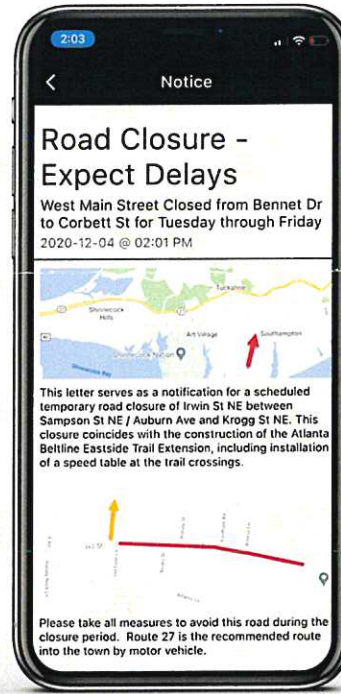 2:03
Notice
Road Closure -
Expect Delays
West Main Street Closed from Bennet Dr
to Corbett St for Tuesday through Friday
2020-12-04 @ 02:01 PM
Tuckahoe
Shinnecock
Hills
Art Village
Southampton
Shinnecock Nation
This letter serves as a notification for a scheduled
temporary road closure of Irwin St NE between
Sampson St NE / Auburn Ave and Krogg St NE. This
closure coincides with the construction of the Atlanta
Beltline Eastside Trail Extension, including installation
of a speed table at the trail crossings.
Please take all measures to avoid this road during the
closure period. Route 27 is the recommended route
into the town by motor vehicle.